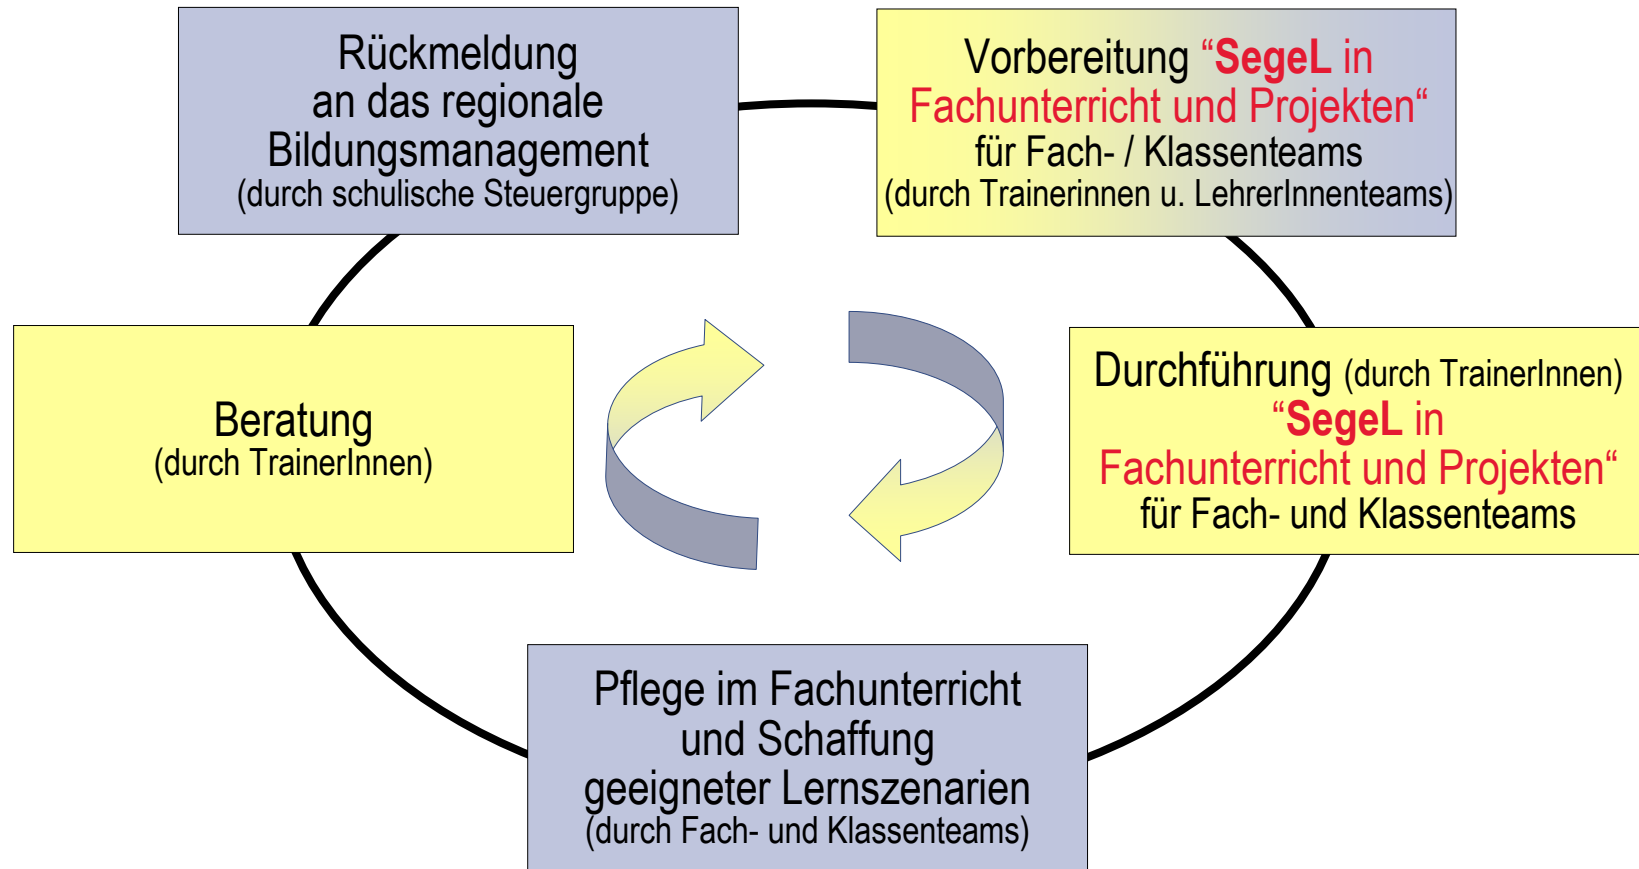 Rückmeldung
an das regionale
Bildungsmanagement
(durch schulische Steuergruppe)
Vorbereitung “SegeL in
Fachunterricht und Projekten“
für Fach- / Klassenteams
(durch Trainerinnen u. LehrerInnenteams)
Beratung
(durch TrainerInnen)
Durchführung (durch TrainerInnen)
“SegeL in
Fachunterricht und Projekten“
für Fach- und Klassenteams
Pflege im Fachunterricht
und Schaffung
geeigneter Lernszenarien
(durch Fach- und Klassenteams)